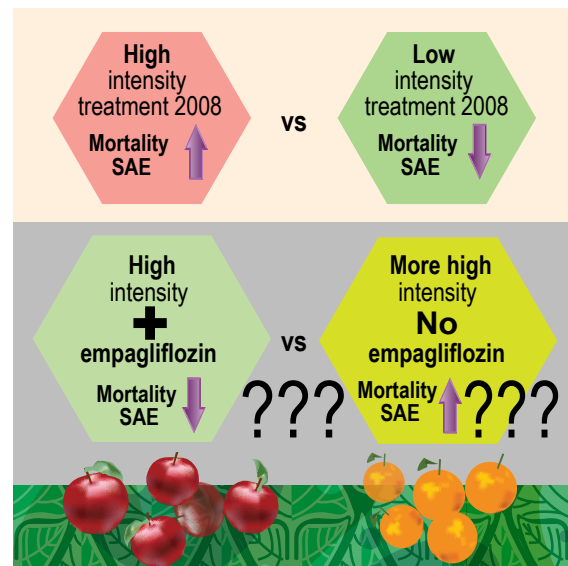 High
intensity
treatment 2008
Mortality
SAE
vs
Low
intensity
treatment 2008
Mortality
SAE
High
intensity
+
empagliflozin
Mortality
SAE
???
vs
More high
intensity
No
empagliflozin
Mortality
SAE
???